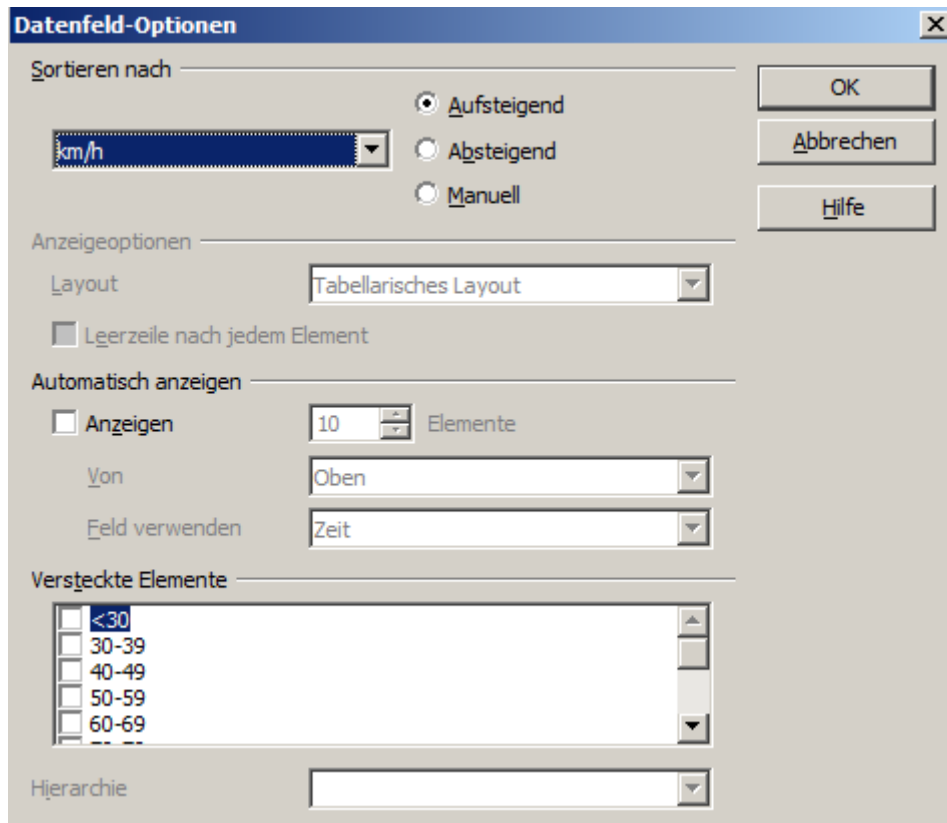 Datenfeld-Optionen
Sortieren nach
OK
Aufsteigend
km/h
Absteigend
Abbrechen
Manuell
Hilfe
Anzeigeoptionen
Layout
Tabellarisches Layout
Leerzeile nach jedem Element
Automatisch anzeigen
Anzeigen
10
Elemente
Von
Oben
Feld verwenden
Zeit
Versteckte Elemente
<30
30-39
40-49
50-59
60-69
Hierarchie